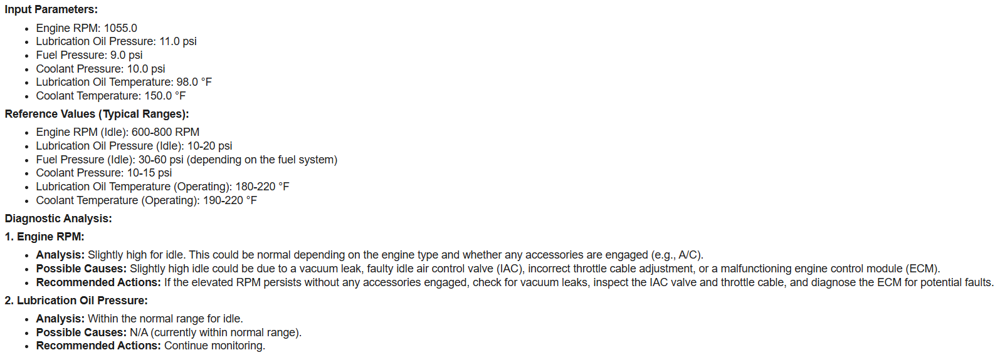 Input Parameters:
• Engine RPM: 1055.0
• Lubrication Oil Pressure: 11.0 psi
• Fuel Pressure: 9.0 psi
• Coolant Pressure: 10.0 psi
• Lubrication Oil Temperature: 98.0 °F
• Coolant Temperature: 150.0 °F
Reference Values (Typical Ranges):
• Engine RPM (Idle): 600-800 RPM
• Lubrication Oil Pressure (Idle): 10-20 psi
• Fuel Pressure (Idle): 30-60 psi (depending on the fuel system)
• Coolant Pressure: 10-15 psi
• Lubrication Oil Temperature (Operating): 180-220 °F
• Coolant Temperature (Operating): 190-220 °F
Diagnostic Analysis:
1. Engine RPM:
• Analysis: Slightly high for idle. This could be normal depending on the engine type and whether any accessories are engaged (e.g., A/C).
• Possible Causes: Slightly high idle could be due to a vacuum leak, faulty idle air control valve (IAC), incorrect throttle cable adjustment, or a malfunctioning engine control module (ECM).
• Recommended Actions: If the elevated RPM persists without any accessories engaged, check for vacuum leaks, inspect the IAC valve and throttle cable, and diagnose the ECM for potential faults.
2. Lubrication Oil Pressure:
• Analysis: Within the normal range for idle.
• Possible Causes: N/A (currently within normal range).
• Recommended Actions: Continue monitoring.